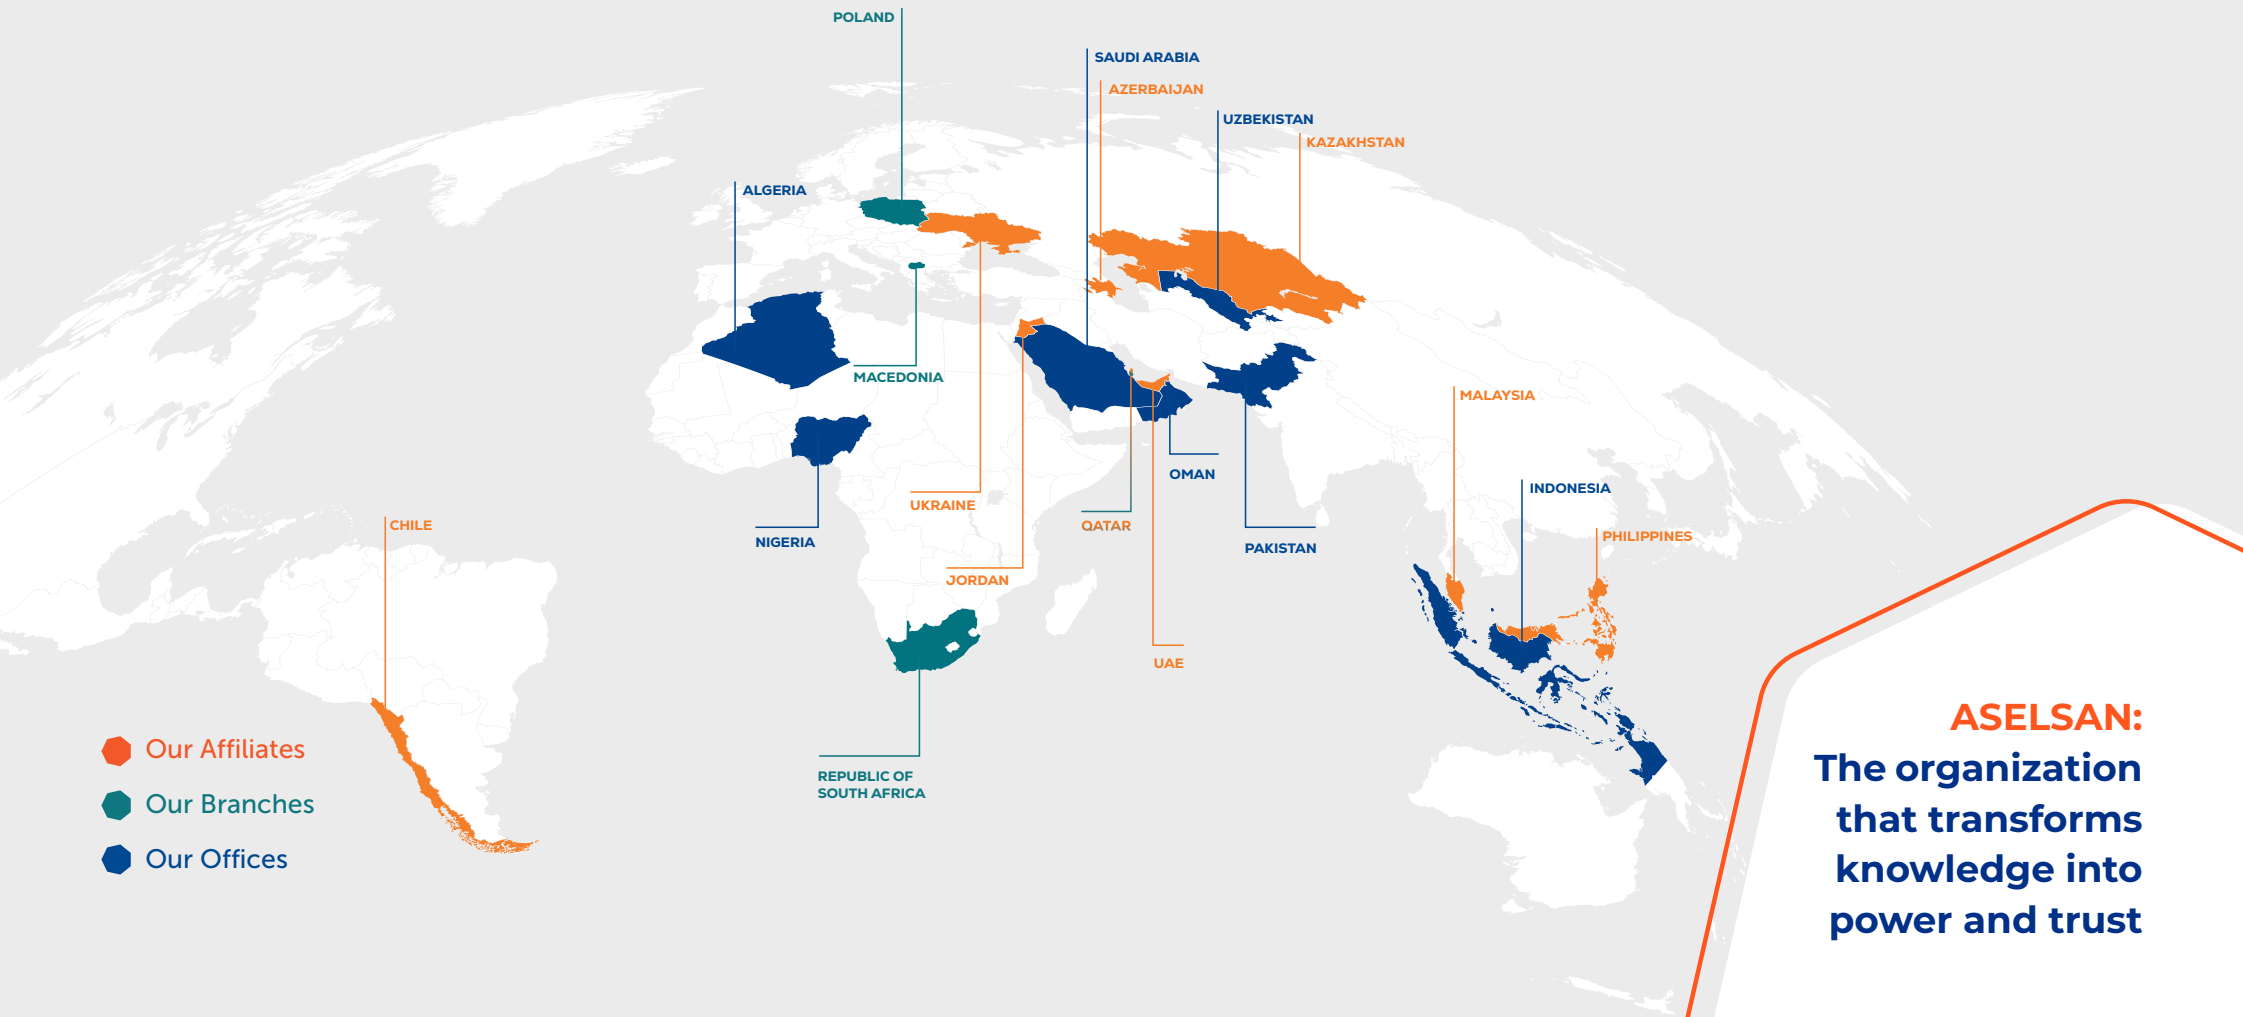 POLAND
SAUDI ARABIA
AZERBAIJAN
UZBEKISTAN
KAZAKHSTAN
ALGERIA
MACEDONIA
MALAYSIA
OMAN
INDONESIA
UKRAINE
QATAR
CHILE
PHILIPPINES
NIGERIA
PAKISTAN
JORDAN
UAE
REPUBLIC OF
SOUTH AFRICA
Our Affiliates
Our Branches
Our Offices
ASELSAN:
The organization
that transforms
knowledge into
power and trust